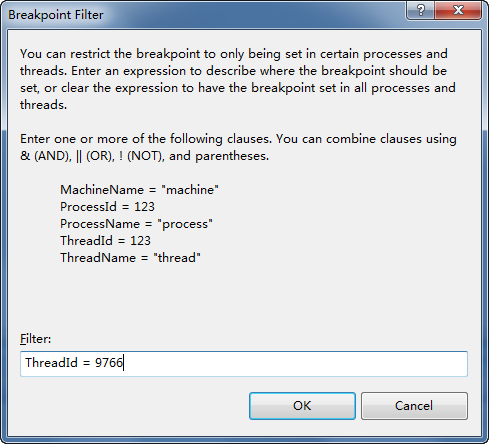 Breakpoint Filter
You can restrict the breakpoint to only being set in certain processes and
threads. Enter an expression to describe where the breakpoint should be
set, or clear the expression to have the breakpoint set in all processes and
threads.
Enter one or more of the following clauses. You can combine clauses using
& (AND), || (OR), ! (NOT), and parentheses.
MachineName = "machine"
ProcessId = 123
ProcessName = "process"
ThreadId = 123
ThreadName = "thread"
Filter:
ThreadId = 9766
OK Cancel